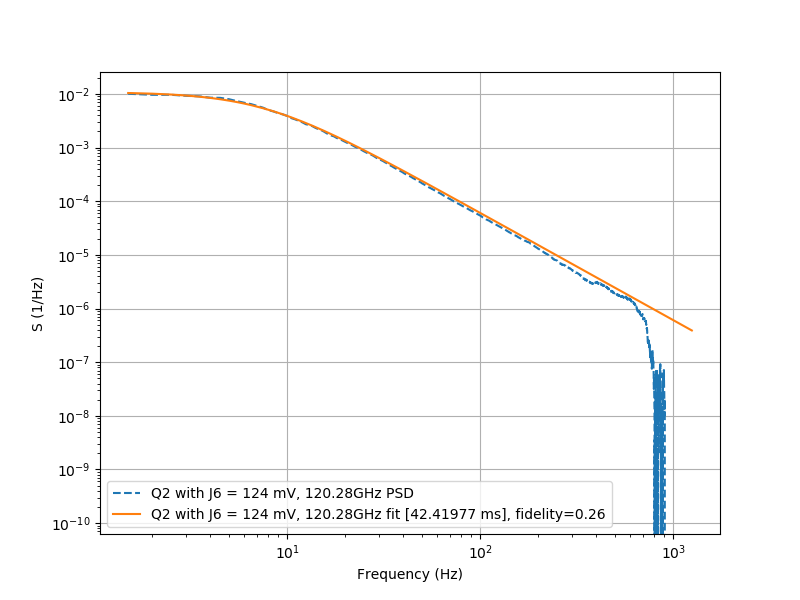 10⁻²
10⁻³
10⁻⁴
10⁻⁵
10⁻⁶
10⁻⁷
10⁻⁸
10⁻⁹
10⁻¹⁰
S (1/Hz)
Q2 with J6 = 124 mV, 120.28GHz PSD
Q2 with J6 = 124 mV, 120.28GHz fit [42.41977 ms], fidelity=0.26
10¹ 10² 10³
Frequency (Hz)